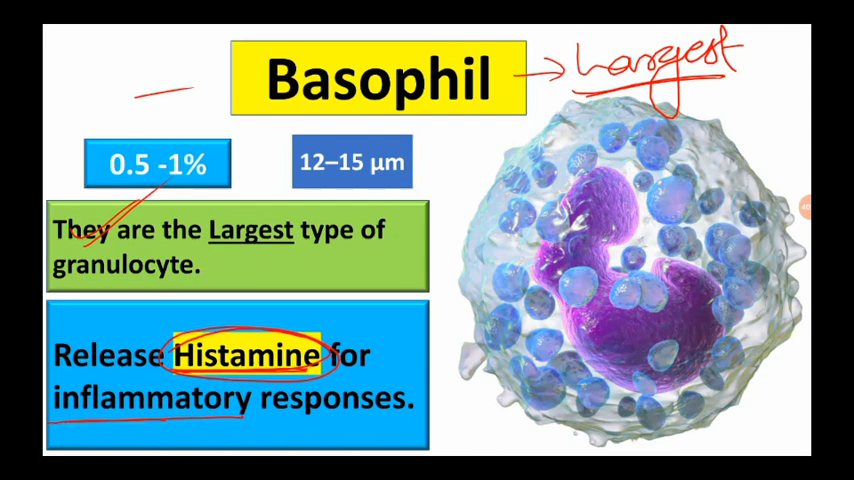 Basophil
Largest
0.5 -1%
12–15 µm
They are the Largest type of
granulocyte.
Release Histamine for
inflammatory responses.